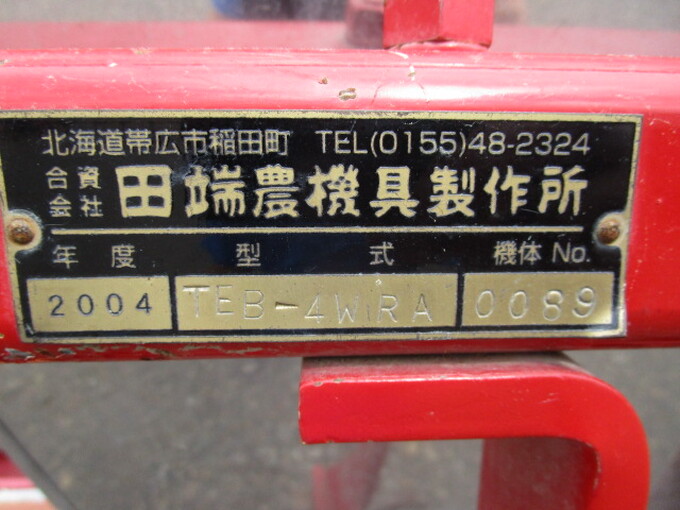 北海道帯広市稲田町 TEL(0155)48-2324
合資会社 田端農機具製作所
年度 型式 機体No.
2004 TEB-4WRA 0089